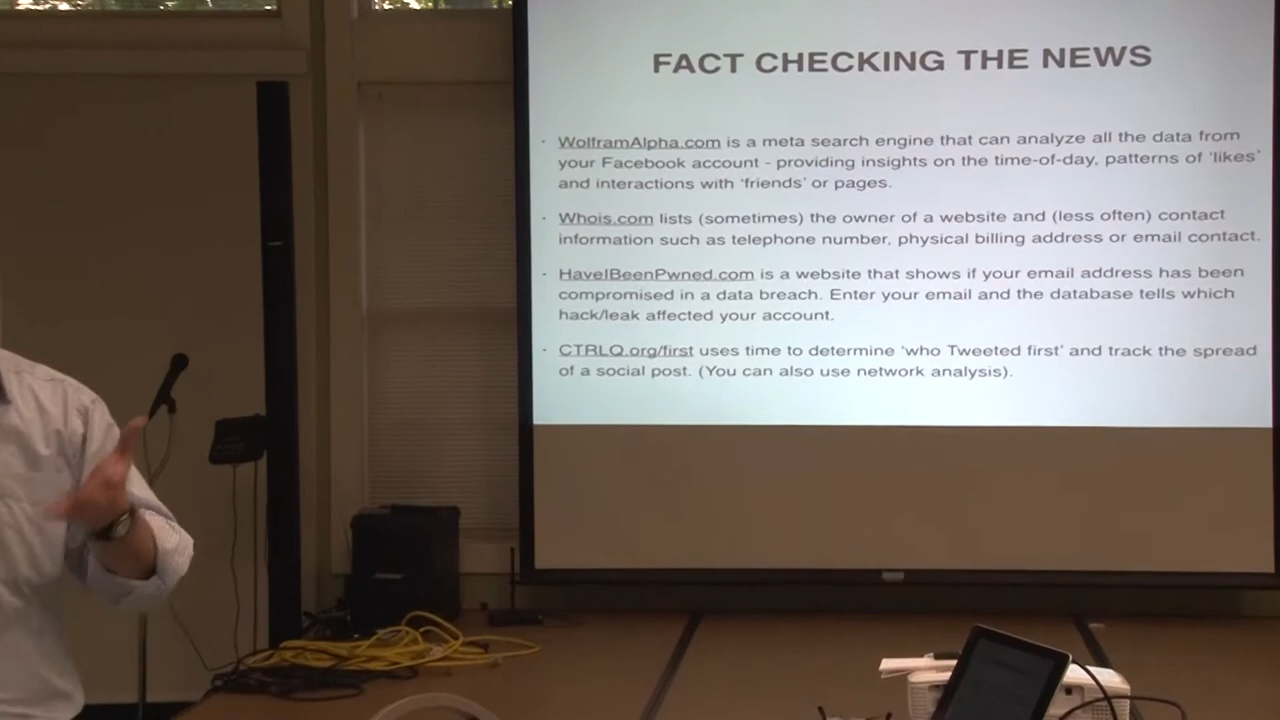 FACT CHECKING THE NEWS
· WolframAlpha.com is a meta search engine that can analyze all the data from
your Facebook account - providing insights on the time-of-day, patterns of 'likes'
and interactions with 'friends' or pages.
· Whois.com lists (sometimes) the owner of a website and (less often) contact
information such as telephone number, physical billing address or email contact.
· HaveIBeenPwned.com is a website that shows if your email address has been
compromised in a data breach. Enter your email and the database tells which
hack/leak affected your account.
· CTRLQ.org/first uses time to determine 'who Tweeted first' and track the spread
of a social post. (You can also use network analysis).